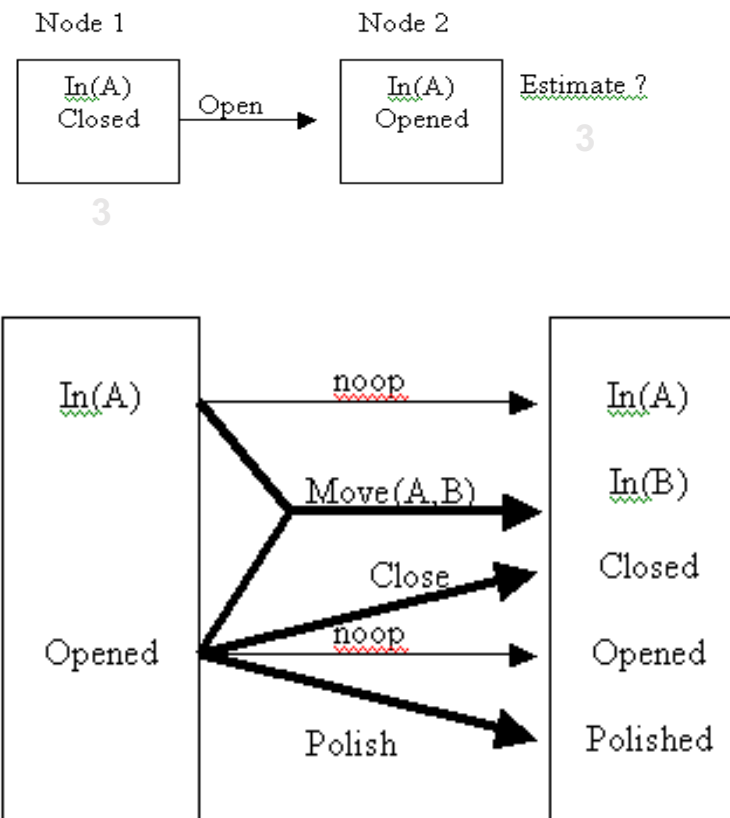 Node 1
Node 2
In(A)
Closed
Open
In(A)
Opened
Estimate ?
3
3
In(A)
noop
In(A)
Move(A,B)
In(B)
Close
Closed
Opened
noop
Opened
Polish
Polished